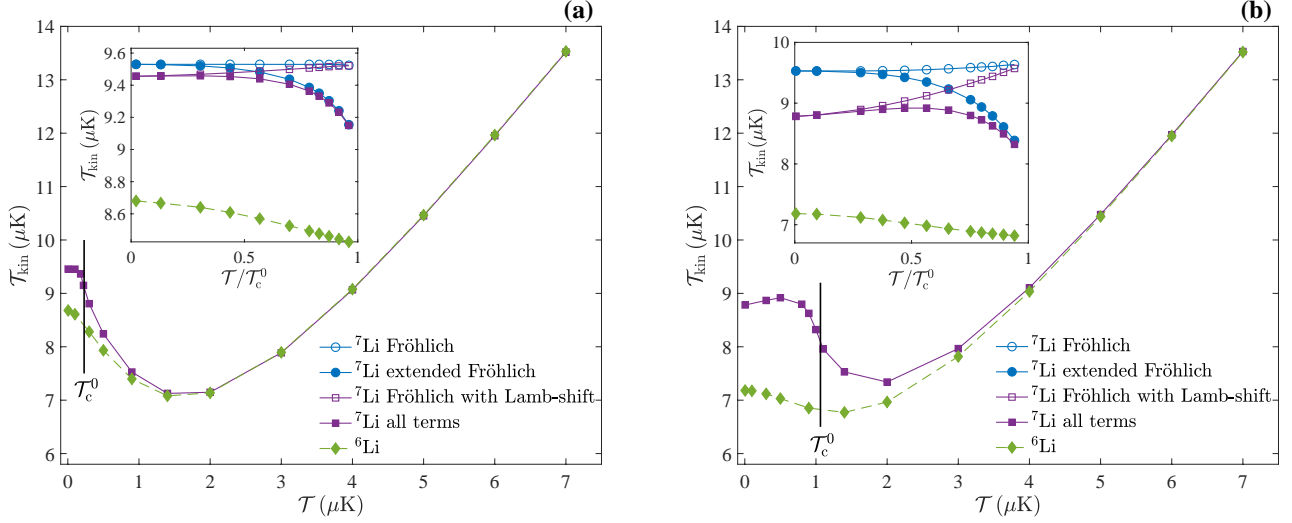 (a)
14
13
12
11
10
9
8
7
6
𝒯kin (μK)
0 1 2 3 4 5 6 7
𝒯 (μK)
9.6
9.4
9.2
9
8.8
8.6
𝒯kin (μK)
0 0.5 1
𝒯/𝒯c0
𝒯c0
7Li Fröhlich
7Li extended Fröhlich
7Li Fröhlich with Lamb-shift
7Li all terms
6Li
(b)
14
13
12
11
10
9
8
7
6
𝒯kin (μK)
0 1 2 3 4 5 6 7
𝒯 (μK)
10
9
8
7
𝒯kin (μK)
0 0.5 1
𝒯/𝒯c0
𝒯c0
7Li Fröhlich
7Li extended Fröhlich
7Li Fröhlich with Lamb-shift
7Li all terms
6Li